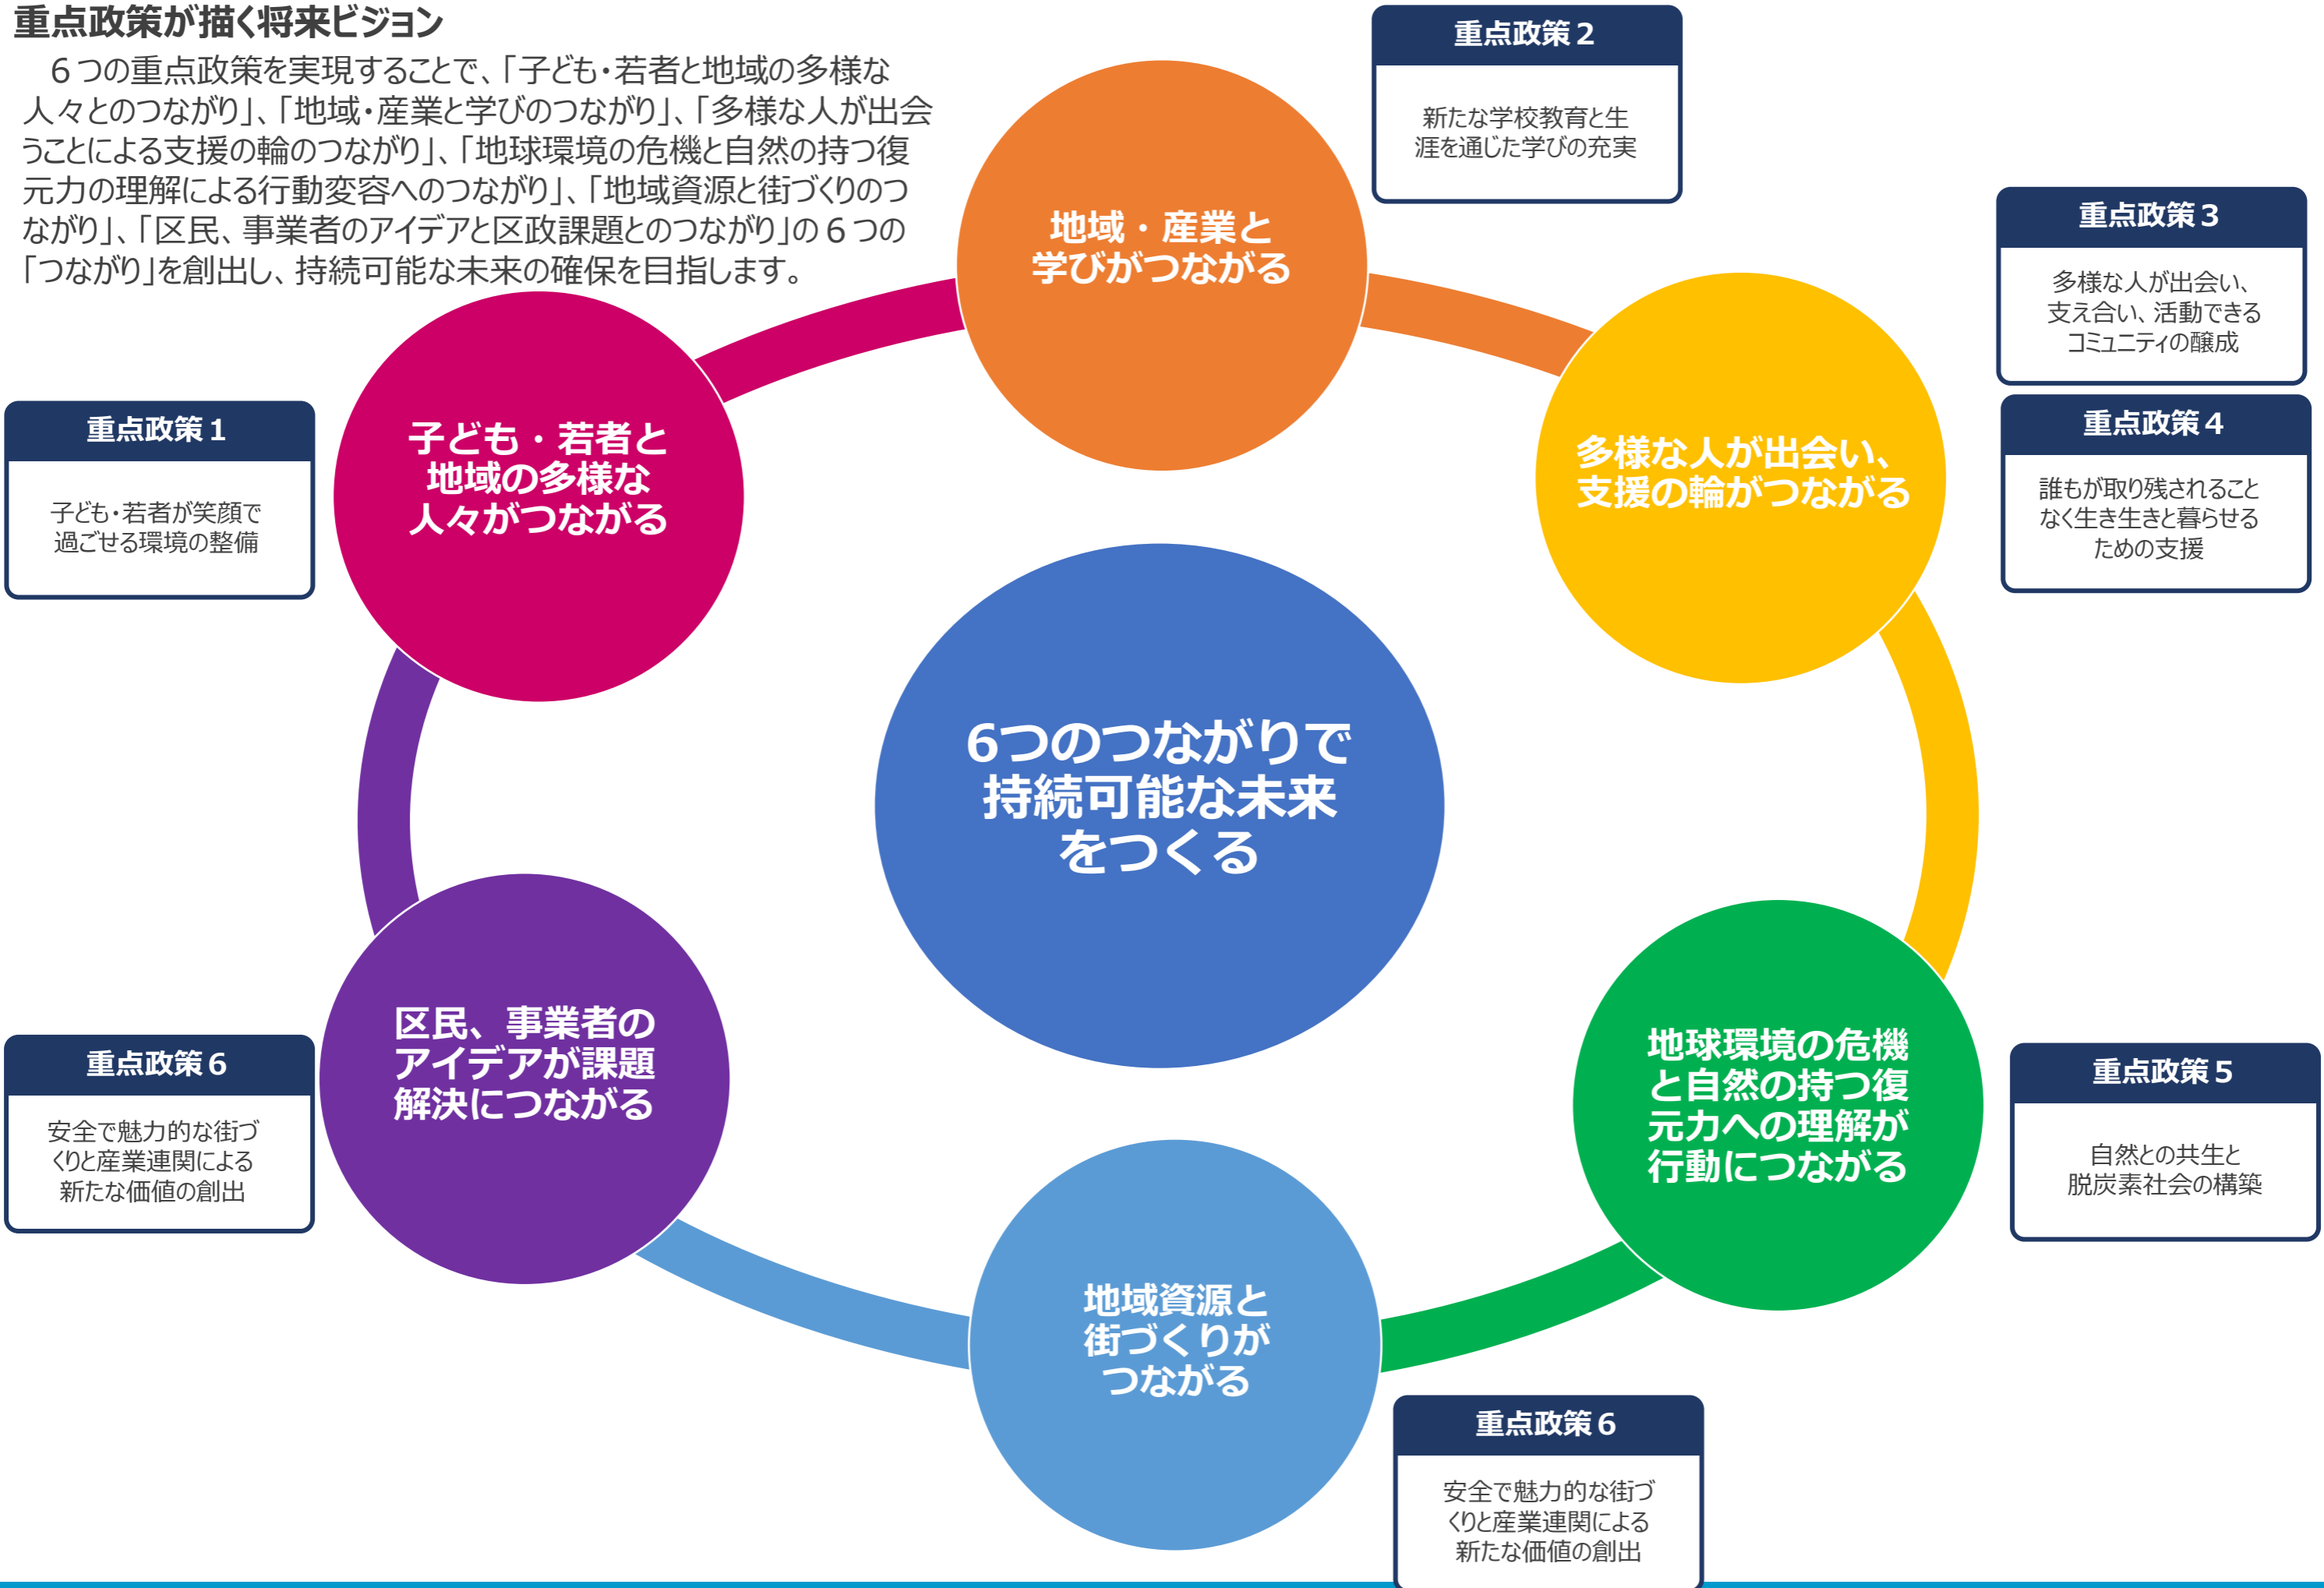 重点政策が描く将来ビジョン
６つの重点政策を実現することで、「子ども・若者と地域の多様な
人々とのつながり」、「地域・産業と学びのつながり」、「多様な人が出会
うことによる支援の輪のつながり」、「地球環境の危機と自然の持つ復
元力の理解による行動変容へのつながり」、「地域資源と街づくりのつ
ながり」、「区民、事業者のアイデアと区政課題とのつながり」の６つの
「つながり」を創出し、持続可能な未来の確保を目指します。
重点政策１
子ども・若者が笑顔で
過ごせる環境の整備
子ども・若者と
地域の多様な
人々がつながる
地域・産業と
学びがつながる
重点政策２
新たな学校教育と生
涯を通じた学びの充実
多様な人が出会い、
支援の輪がつながる
重点政策３
多様な人が出会い、
支え合い、活動できる
コミュニティの醸成
重点政策４
誰もが取り残されること
なく生き生きと暮らせる
ための支援
6つのつながりで
持続可能な未来
をつくる
地球環境の危機
と自然の持つ復
元力への理解が
行動につながる
重点政策５
自然との共生と
脱炭素社会の構築
地域資源と
街づくりが
つながる
重点政策６
安全で魅力的な街づ
くりと産業連関による
新たな価値の創出
区民、事業者の
アイデアが課題
解決につながる
重点政策６
安全で魅力的な街づ
くりと産業連関による
新たな価値の創出